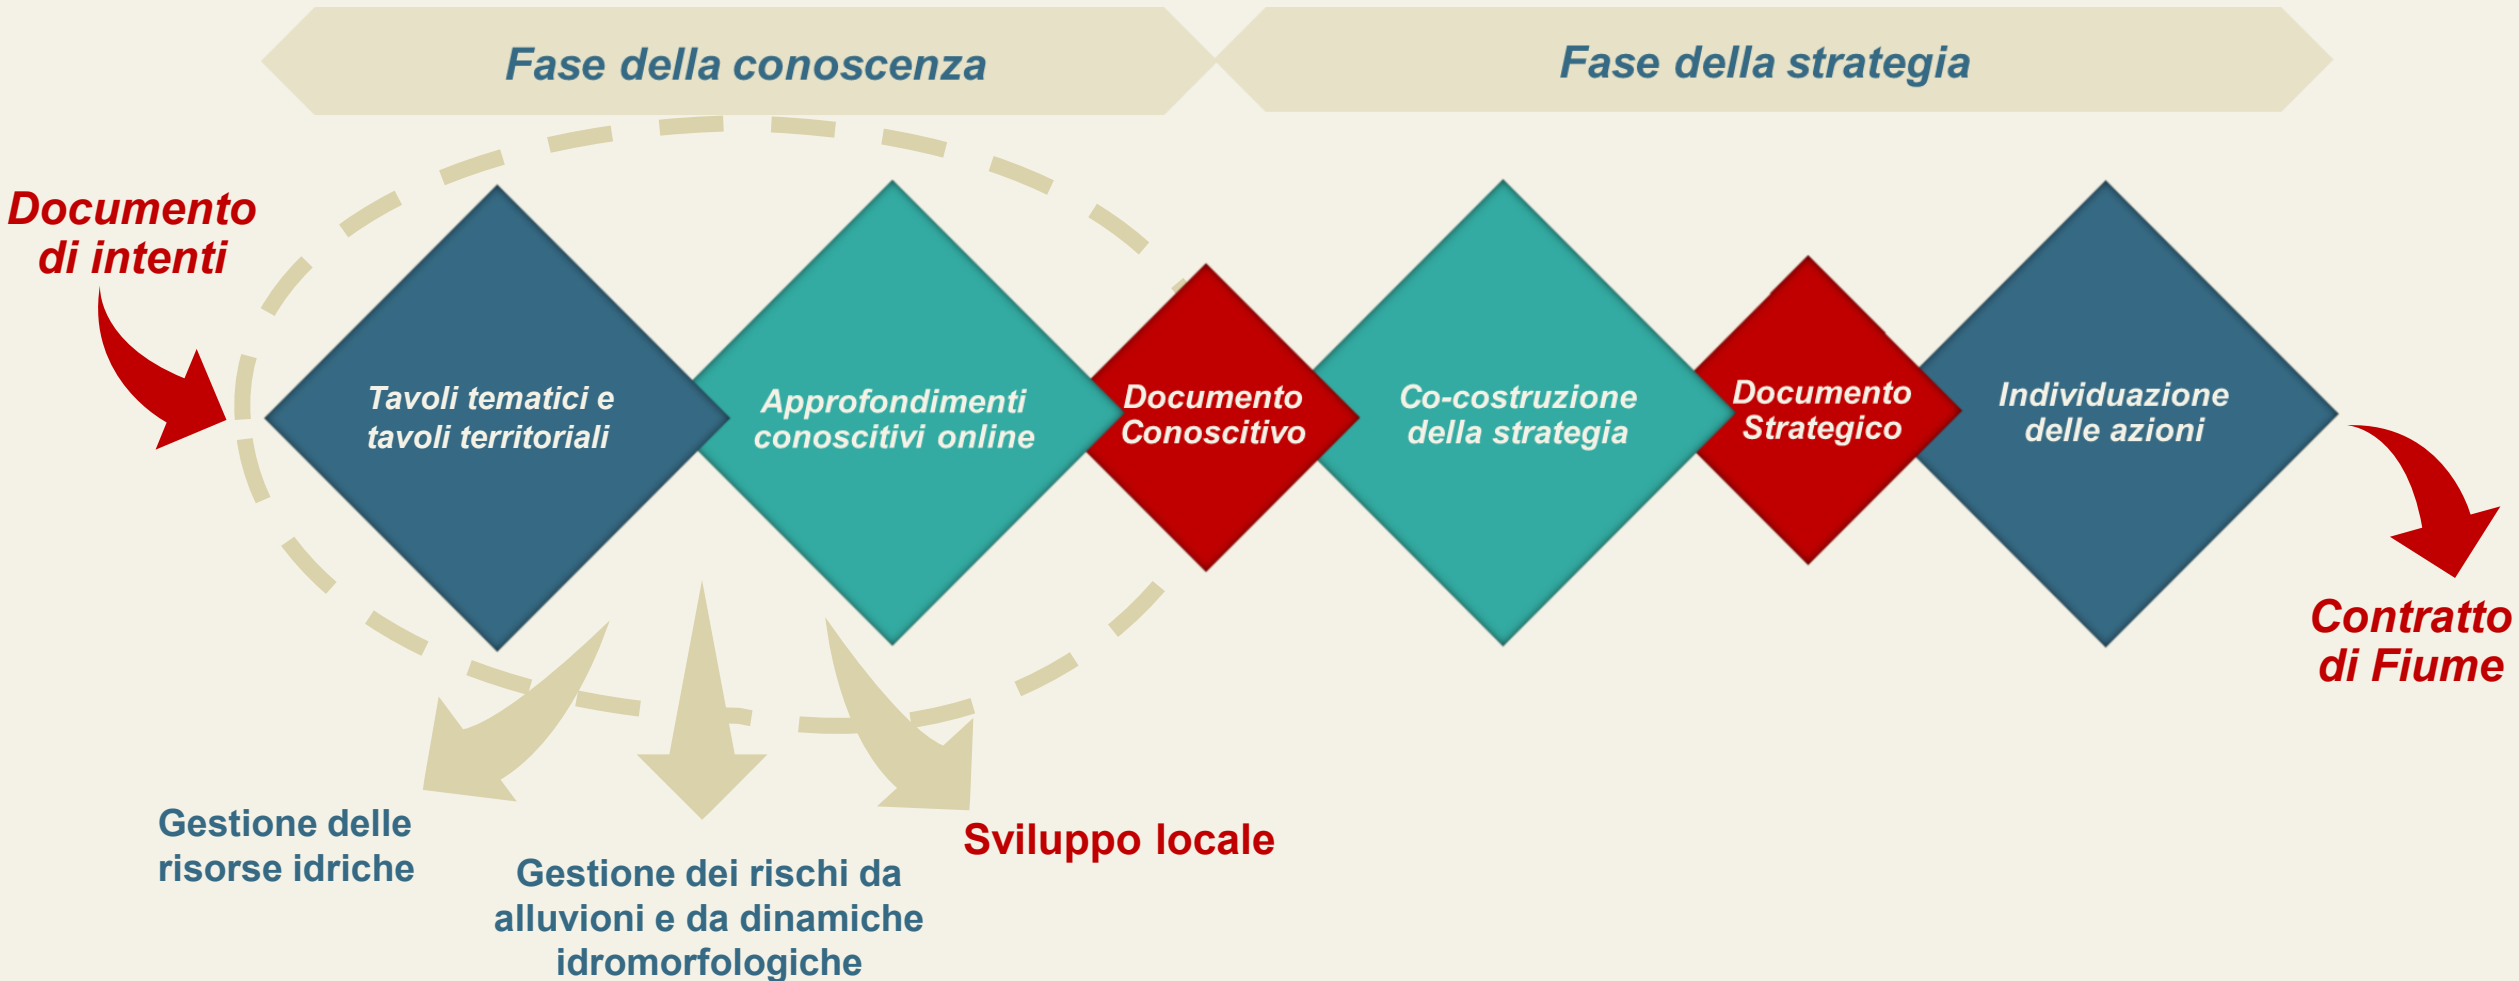 Fase della conoscenza
Fase della strategia
Documento
di intenti
Tavoli tematici e
tavoli territoriali
Approfondimenti
conoscitivi online
Documento
Conoscitivo
Co-costruzione
della strategia
Documento
Strategico
Individuazione
delle azioni
Contratto
di Fiume
Gestione delle
risorse idriche
Gestione dei rischi da
alluvioni e da dinamiche
idromorfologiche
Sviluppo locale